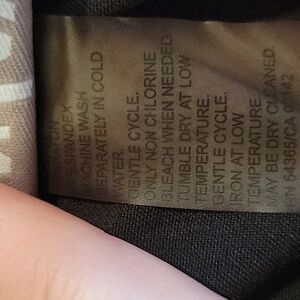 SPANDEX
MACHINE WASH
SEPARATELY IN COLD
WATER,
GENTLE CYCLE.
ONLY NON CHLORINE
BLEACH WHEN NEEDED
TUMBLE DRY AT LOW
TEMPERATURE,
GENTLE CYCLE.
IRON AT LOW
TEMPERATURE.
MAY BE DRY CLEANED.
54365/CA